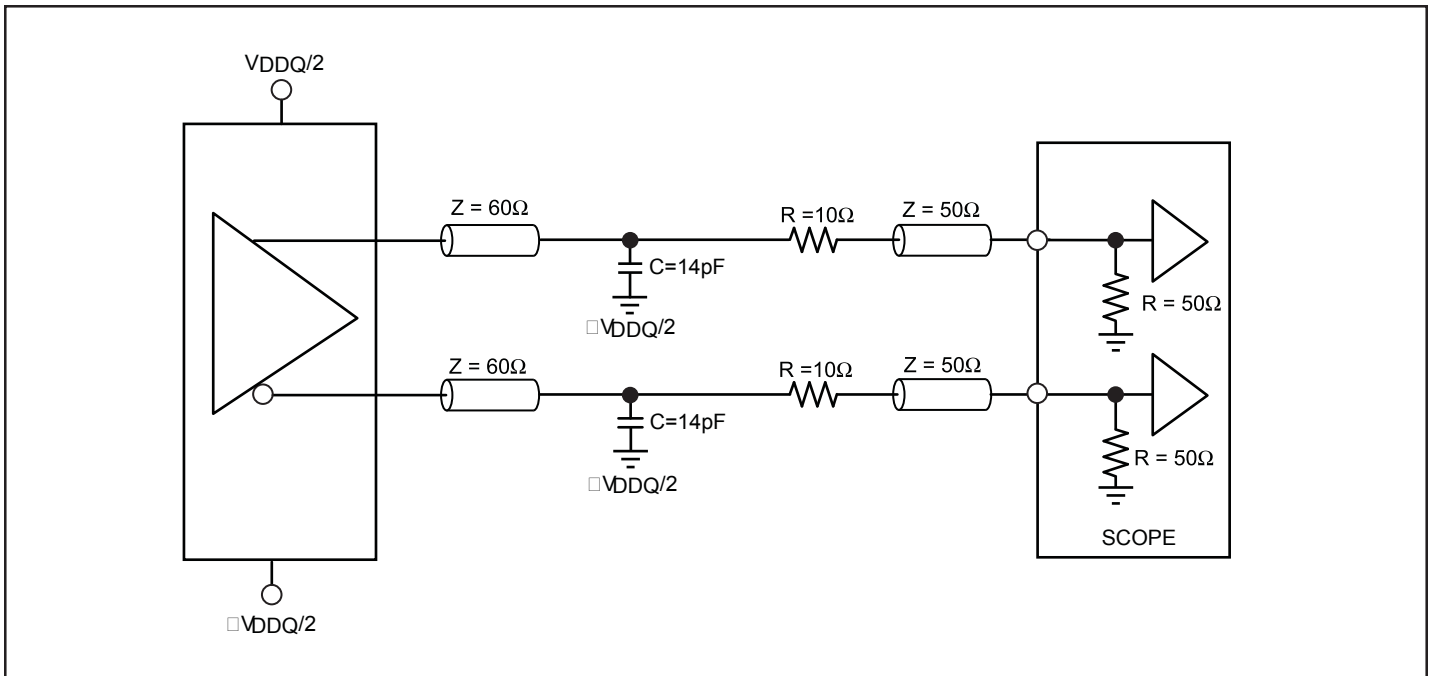 VDDQ/2
Z = 60Ω
R =10Ω
Z = 50Ω
C=14pF
R = 50Ω
□VDDQ/2
Z = 60Ω
R =10Ω
Z = 50Ω
C=14pF
R = 50Ω
□VDDQ/2
SCOPE
□VDDQ/2